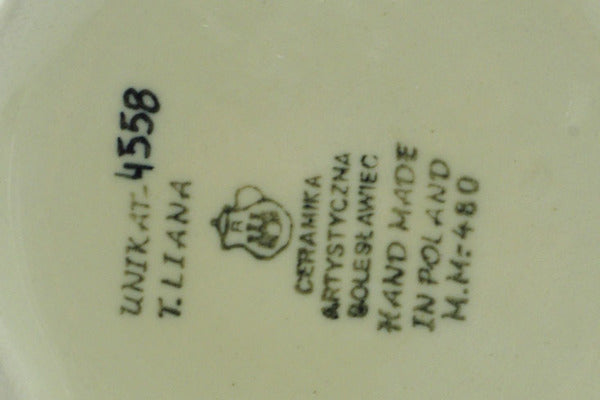 UNIKAT-4558
T. LIANA
CERAMIKA
ARTYSTYCZNA
BOLESŁAWIEC
HAND MADE
IN POLAND
M.M.-480